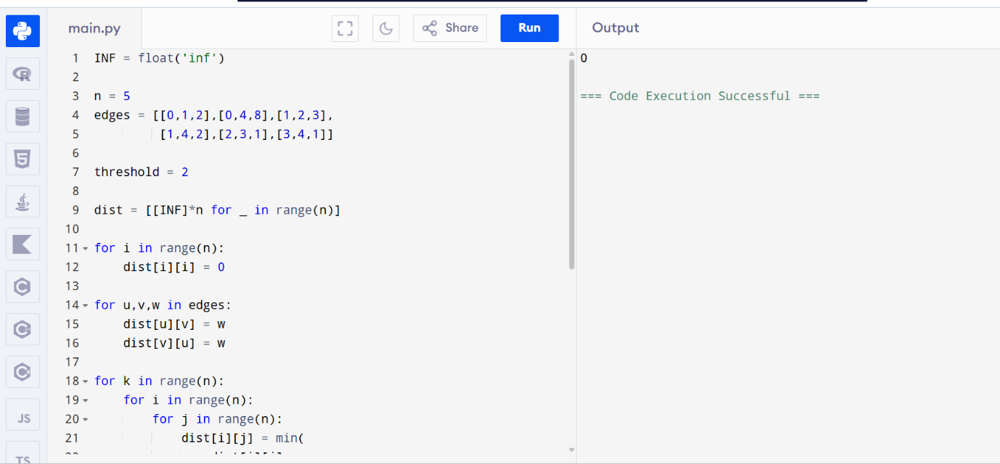 main.py
Share
Run
Output
1 INF = float('inf')
2
3 n = 5
4 edges = [[0,1,2],[0,4,8],[1,2,3],
5 [1,4,2],[2,3,1],[3,4,1]]
6
7 threshold = 2
8
9 dist = [[INF]*n for _ in range(n)]
10
11 for i in range(n):
12 dist[i][i] = 0
13
14 for u,v,w in edges:
15 dist[u][v] = w
16 dist[v][u] = w
17
18 for k in range(n):
19 for i in range(n):
20 for j in range(n):
21 dist[i][j] = min(
0
=== Code Execution Successful ===
R
JS
TS